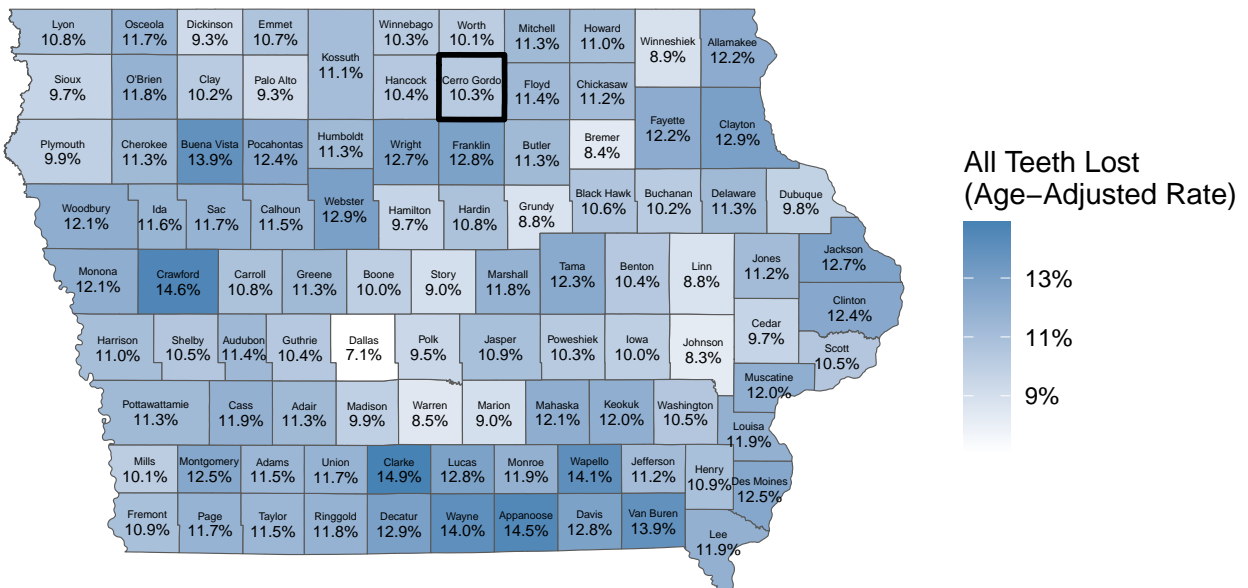 Lyon
10.8%
Osceola
11.7%
Dickinson
9.3%
Emmet
10.7%
Winnebago
10.3%
Worth
10.1%
Mitchell
11.3%
Howard
11.0%
Winneshiek
8.9%
Allamakee
12.2%
Kossuth
11.1%
Sioux
9.7%
O'Brien
11.8%
Clay
10.2%
Palo Alto
9.3%
Hancock
10.4%
Cerro Gordo
10.3%
Floyd
11.4%
Chickasaw
11.2%
Fayette
12.2%
Clayton
12.9%
Plymouth
9.9%
Cherokee
11.3%
Buena Vista
13.9%
Pocahontas
12.4%
Humboldt
11.3%
Wright
12.7%
Franklin
12.8%
Butler
11.3%
Bremer
8.4%
Woodbury
12.1%
Ida
11.6%
Sac
11.7%
Calhoun
11.5%
Webster
12.9%
Hamilton
9.7%
Hardin
10.8%
Grundy
8.8%
Black Hawk
10.6%
Buchanan
10.2%
Delaware
11.3%
Dubuque
9.8%
Monona
12.1%
Crawford
14.6%
Carroll
10.8%
Greene
11.3%
Boone
10.0%
Story
9.0%
Marshall
11.8%
Tama
12.3%
Benton
10.4%
Linn
8.8%
Jones
11.2%
Jackson
12.7%
Clinton
12.4%
Harrison
11.0%
Shelby
10.5%
Audubon
11.4%
Guthrie
10.4%
Dallas
7.1%
Polk
9.5%
Jasper
10.9%
Poweshiek
10.3%
Iowa
10.0%
Johnson
8.3%
Cedar
9.7%
Scott
10.5%
Muscatine
12.0%
Pottawattamie
11.3%
Cass
11.9%
Adair
11.3%
Madison
9.9%
Warren
8.5%
Marion
9.0%
Mahaska
12.1%
Keokuk
12.0%
Washington
10.5%
Louisa
11.9%
Mills
10.1%
Montgomery
12.5%
Adams
11.5%
Union
11.7%
Clarke
14.9%
Lucas
12.8%
Monroe
11.9%
Wapello
14.1%
Jefferson
11.2%
Henry
10.9%
Des Moines
12.5%
Fremont
10.9%
Page
11.7%
Taylor
11.5%
Ringgold
11.8%
Decatur
12.9%
Wayne
14.0%
Appanoose
14.5%
Davis
12.8%
Van Buren
13.9%
Lee
11.9%
All Teeth Lost
(Age−Adjusted Rate)
13%
11%
9%